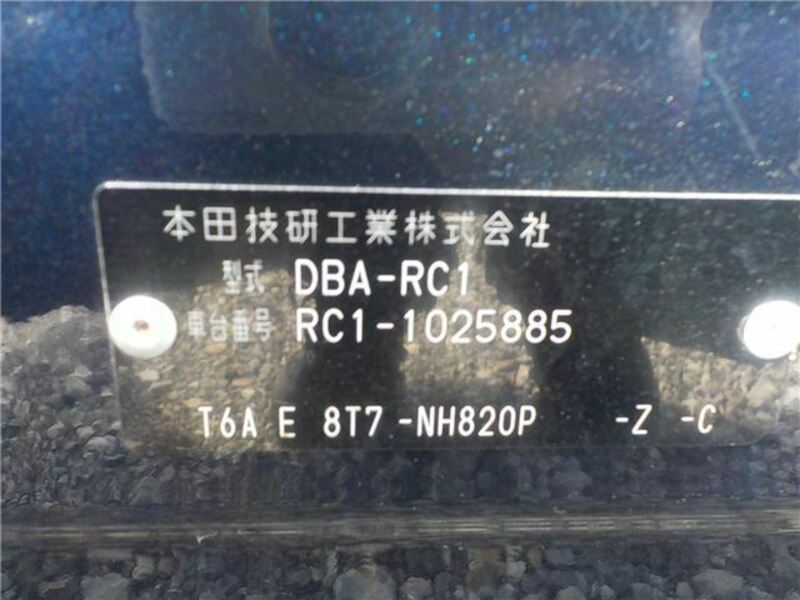 本田技研工業株式会社
型式 DBA-RC1
車台番号 RC1-1025885
T6A E 8T7 -NH820P -Z -C